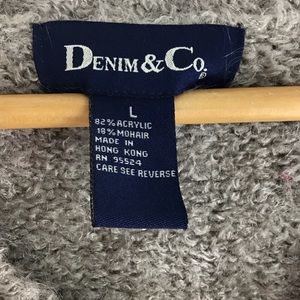 DENIM & CO.®
L
82% ACRYLIC
18% MOHAIR
MADE IN
HONG KONG
RN 95524
CARE SEE REVERSE